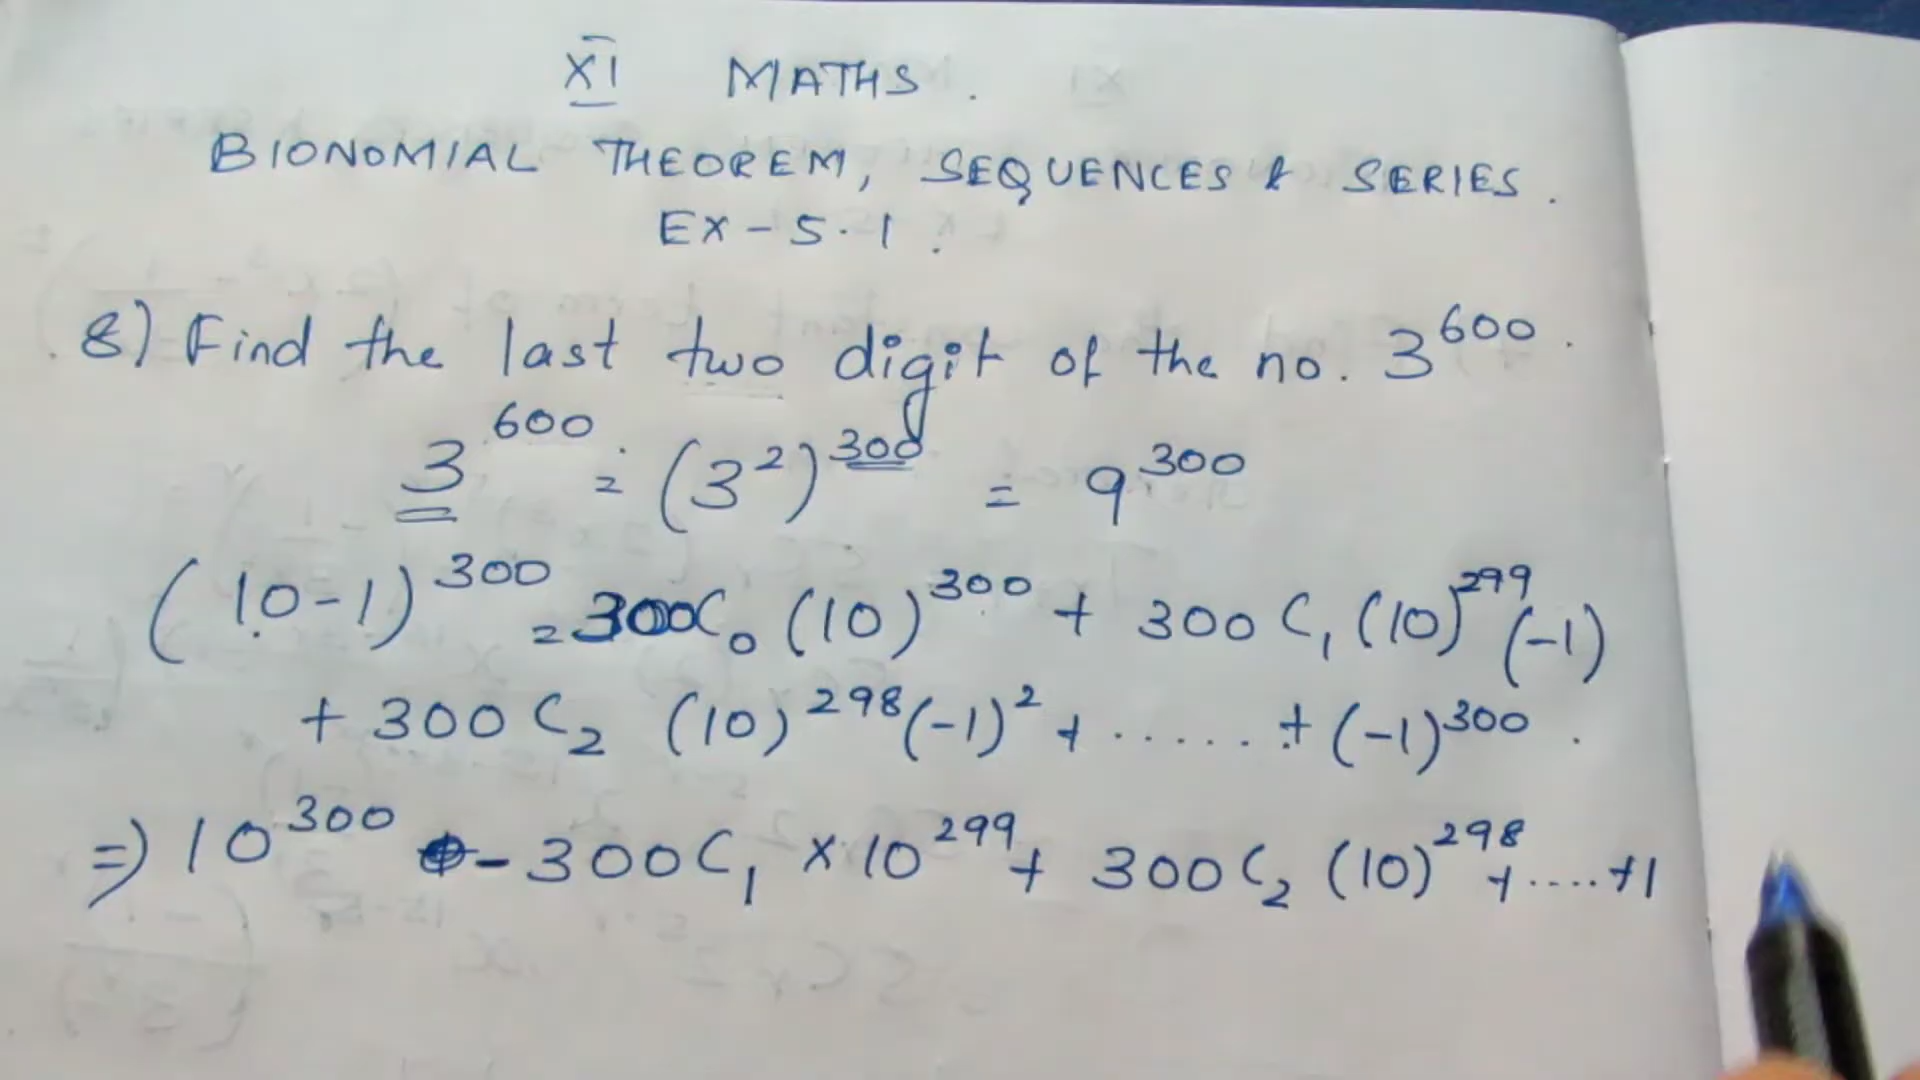 XI MATHS.
BIONOMIAL THEOREM, SEQUENCES & SERIES.
EX-5.1.
8) Find the last two digit of the no. 3^600.
3^600 = (3^2)^300 = 9^300
(10-1)^300 = 300C₀ (10)^300 + 300C₁ (10)^299 (-1)
+ 300C₂ (10)^298 (-1)^2 + ...... + (-1)^300.
⇒ 10^300 - 300C₁ × 10^299 + 300C₂ (10)^298 + .... +1